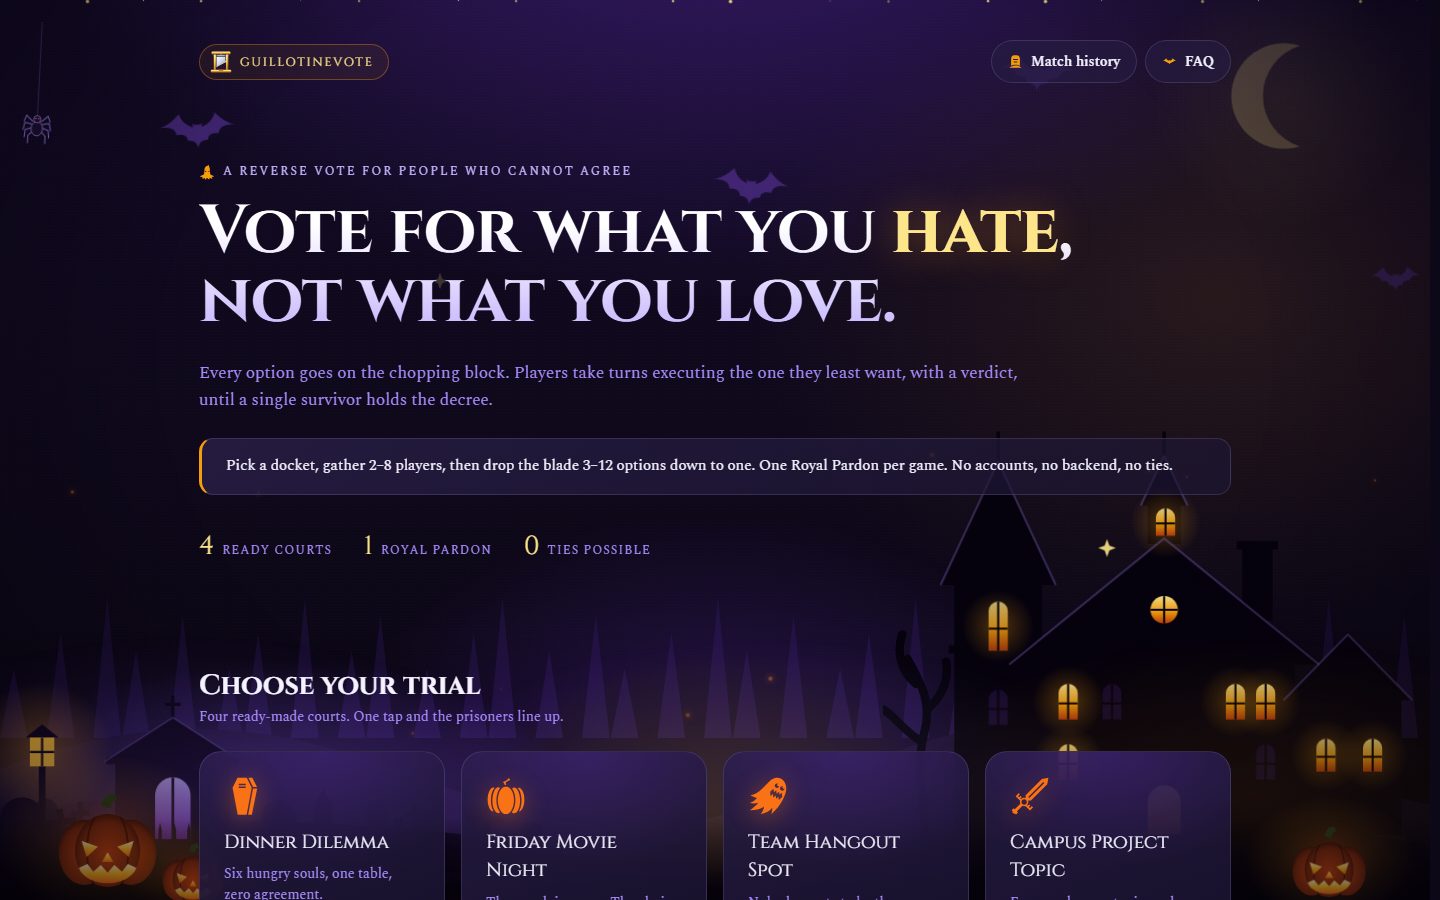 GUILLOTINEVOTE
Match history
FAQ
A REVERSE VOTE FOR PEOPLE WHO CANNOT AGREE
VOTE FOR WHAT YOU HATE,
NOT WHAT YOU LOVE.
Every option goes on the chopping block. Players take turns executing the one they least want, with a verdict,
until a single survivor holds the decree.
Pick a docket, gather 2–8 players, then drop the blade 3–12 options down to one. One Royal Pardon per game. No accounts, no backend, no ties.
4 READY COURTS
1 ROYAL PARDON
0 TIES POSSIBLE
CHOOSE YOUR TRIAL
Four ready-made courts. One tap and the prisoners line up.
DINNER DILEMMA
Six hungry souls, one table,
zero agreement.
FRIDAY MOVIE
NIGHT
TEAM HANGOUT
SPOT
CAMPUS PROJECT
TOPIC